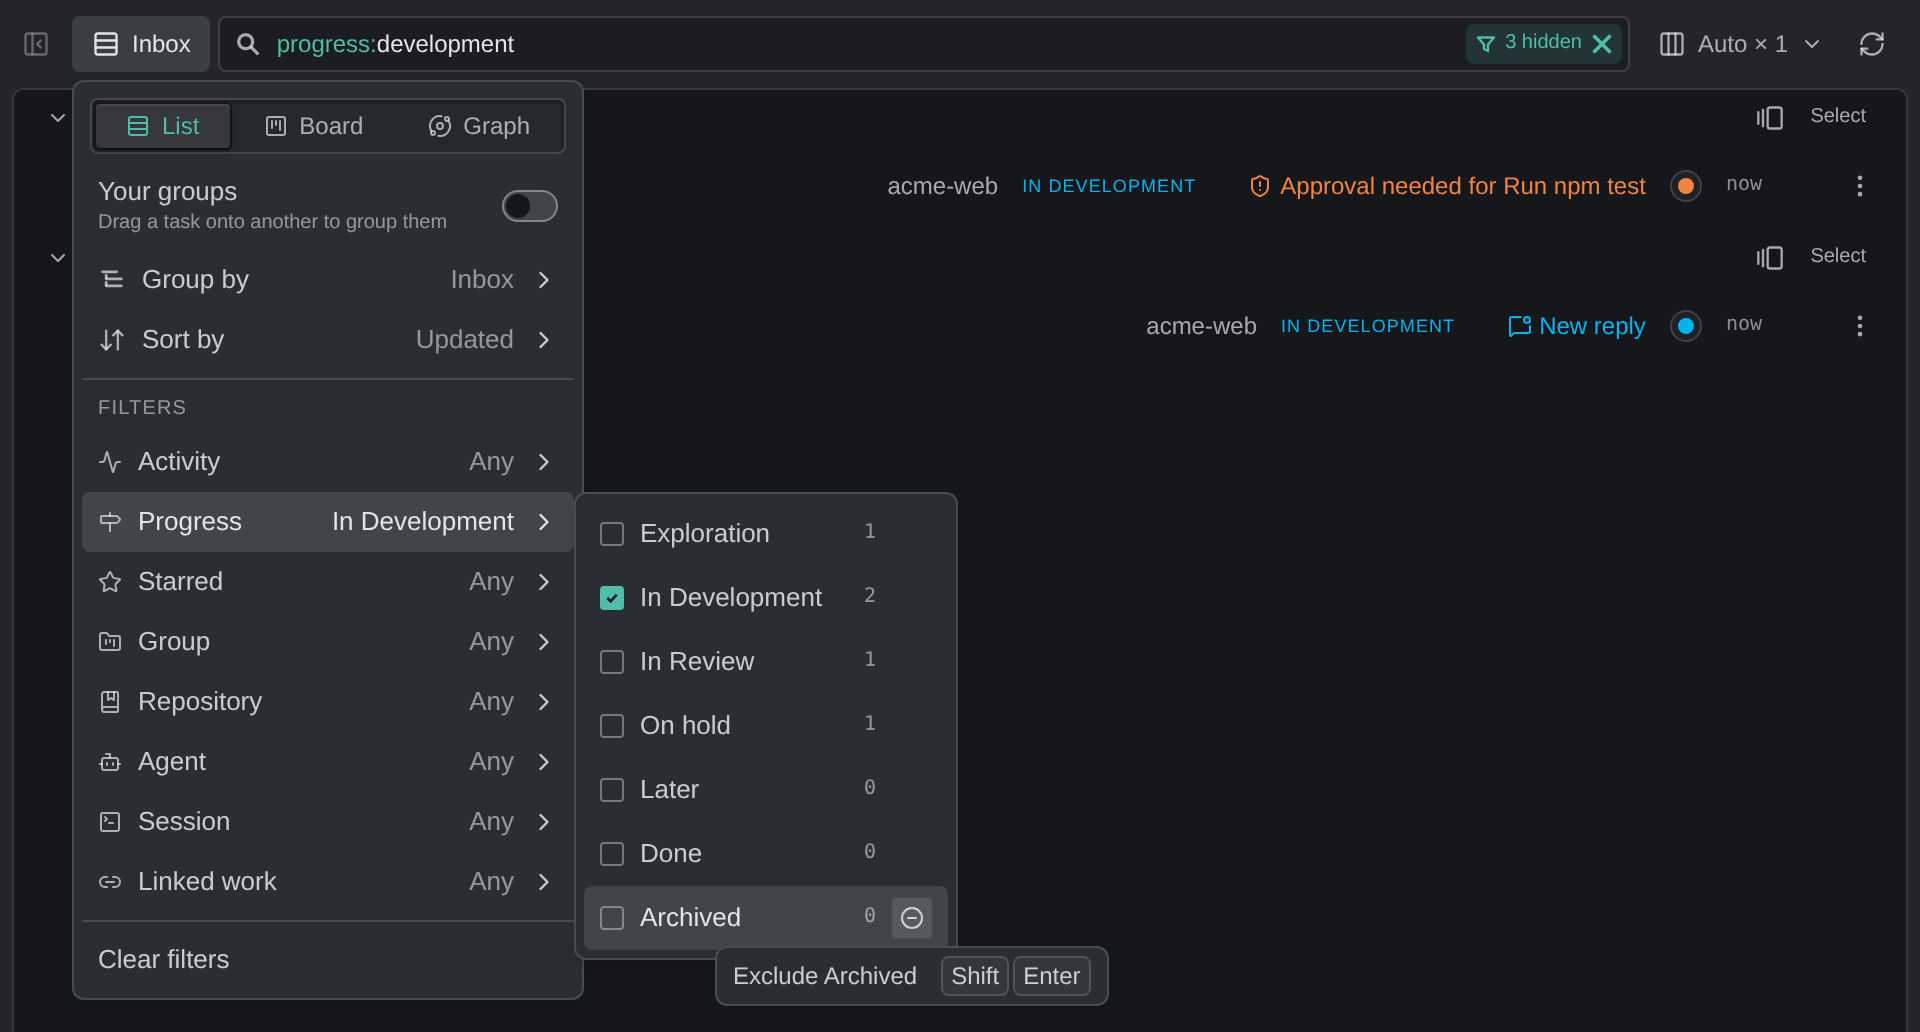 Inbox
progress:development
3 hidden
Auto × 1
List
Board
Graph
Select
Your groups
Drag a task onto another to group them
acme-web IN DEVELOPMENT Approval needed for Run npm test now
Select
Group by Inbox
acme-web IN DEVELOPMENT New reply now
Sort by Updated
FILTERS
Activity Any
Progress In Development
Starred Any
Group Any
Repository Any
Agent Any
Session Any
Linked work Any
Clear filters
Exploration 1
In Development 2
In Review 1
On hold 1
Later 0
Done 0
Archived 0
Exclude Archived Shift Enter